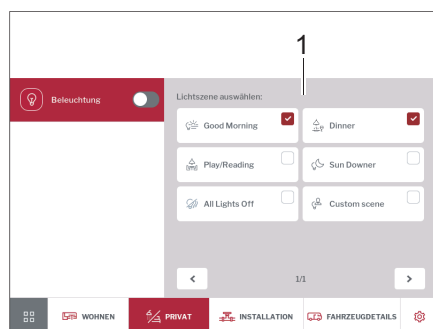 1
Beleuchtung
Lichtszene auswählen:
Good Morning
Dinner
Play/Reading
Sun Downer
All Lights Off
Custom scene
1/1
WOHNEN
PRIVAT
INSTALLATION
FAHRZEUGDETAILS